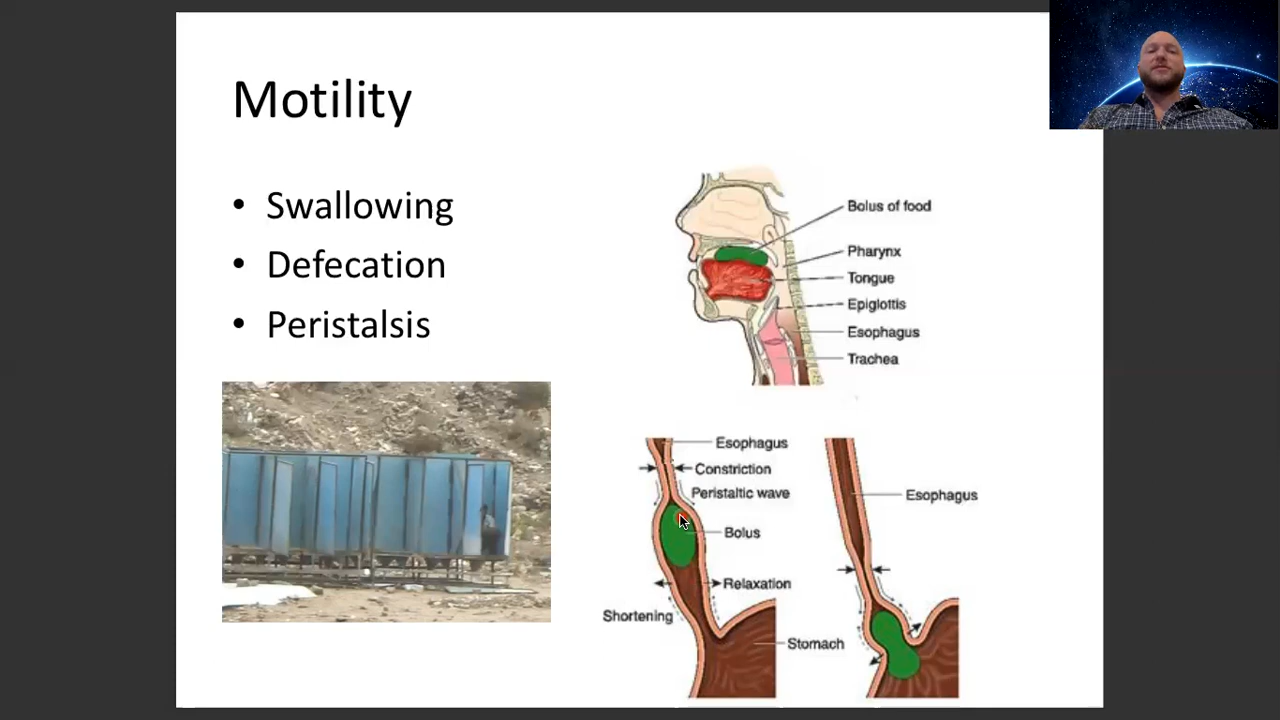 Motility
• Swallowing
• Defecation
• Peristalsis
Bolus of food
Pharynx
Tongue
Epiglottis
Esophagus
Trachea
Esophagus
Constriction
Peristaltic wave
Bolus
Relaxation
Shortening
Stomach
Esophagus